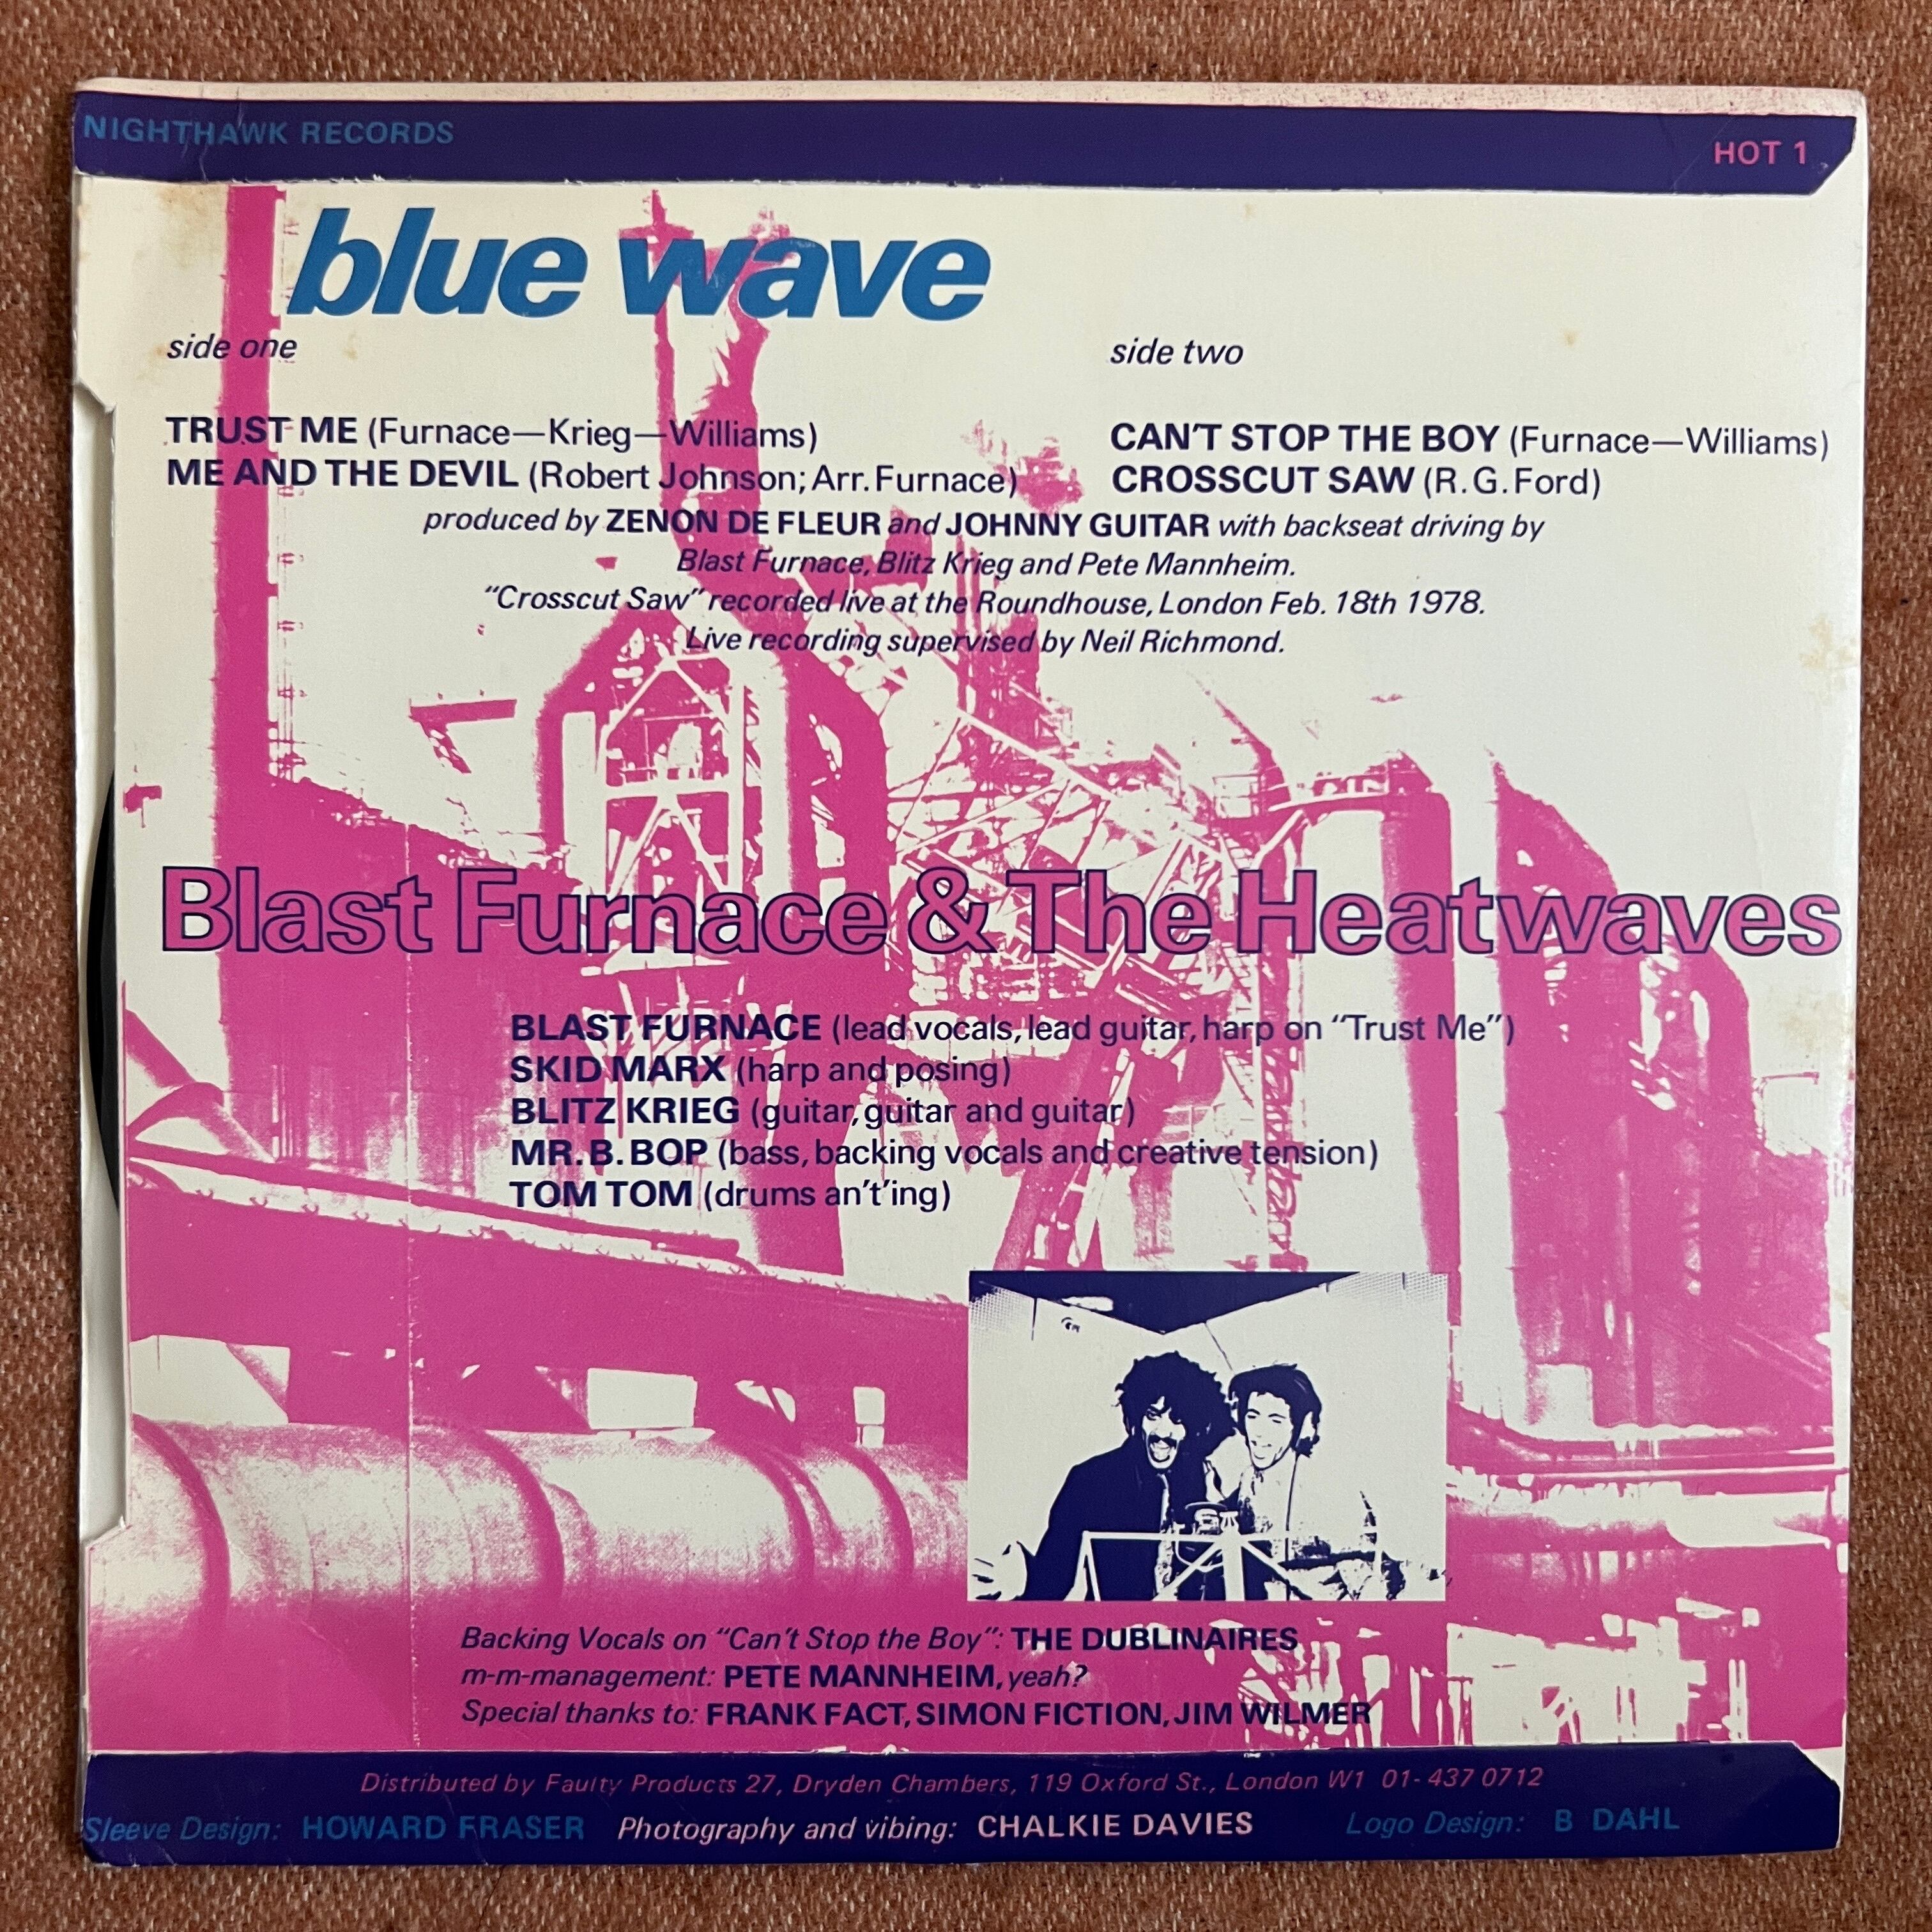 NIGHTHAWK RECORDS
HOT 1
blue wave
side one
TRUST ME (Furnace—Krieg—Williams)
ME AND THE DEVIL (Robert Johnson; Arr. Furnace)
side two
CAN'T STOP THE BOY (Furnace—Williams)
CROSSCUT SAW (R.G. Ford)
produced by ZENON DE FLEUR and JOHNNY GUITAR with backseat driving by
Blast Furnace, Blitz Krieg and Pete Mannheim.
"Crosscut Saw" recorded live at the Roundhouse, London Feb. 18th 1978.
Live recording supervised by Neil Richmond.
Blast Furnace & The Heatwaves
BLAST FURNACE (lead vocals, lead guitar, harp on "Trust Me")
SKID MARX (harp and posing)
BLITZ KRIEG (guitar, guitar and guitar)
MR. B. BOP (bass, backing vocals and creative tension)
TOM TOM (drums an't'ing)
Backing Vocals on "Can't Stop the Boy": THE DUBLINAIRES
m-m-management: PETE MANNHEIM, yeah?
Special thanks to: FRANK FACT, SIMON FICTION, JIM WILMER
Distributed by Faulty Products 27, Dryden Chambers, 119 Oxford St., London W1 01-437 0712
Sleeve Design: HOWARD FRASER Photography and vibing: CHALKIE DAVIES Logo Design: B DAHL